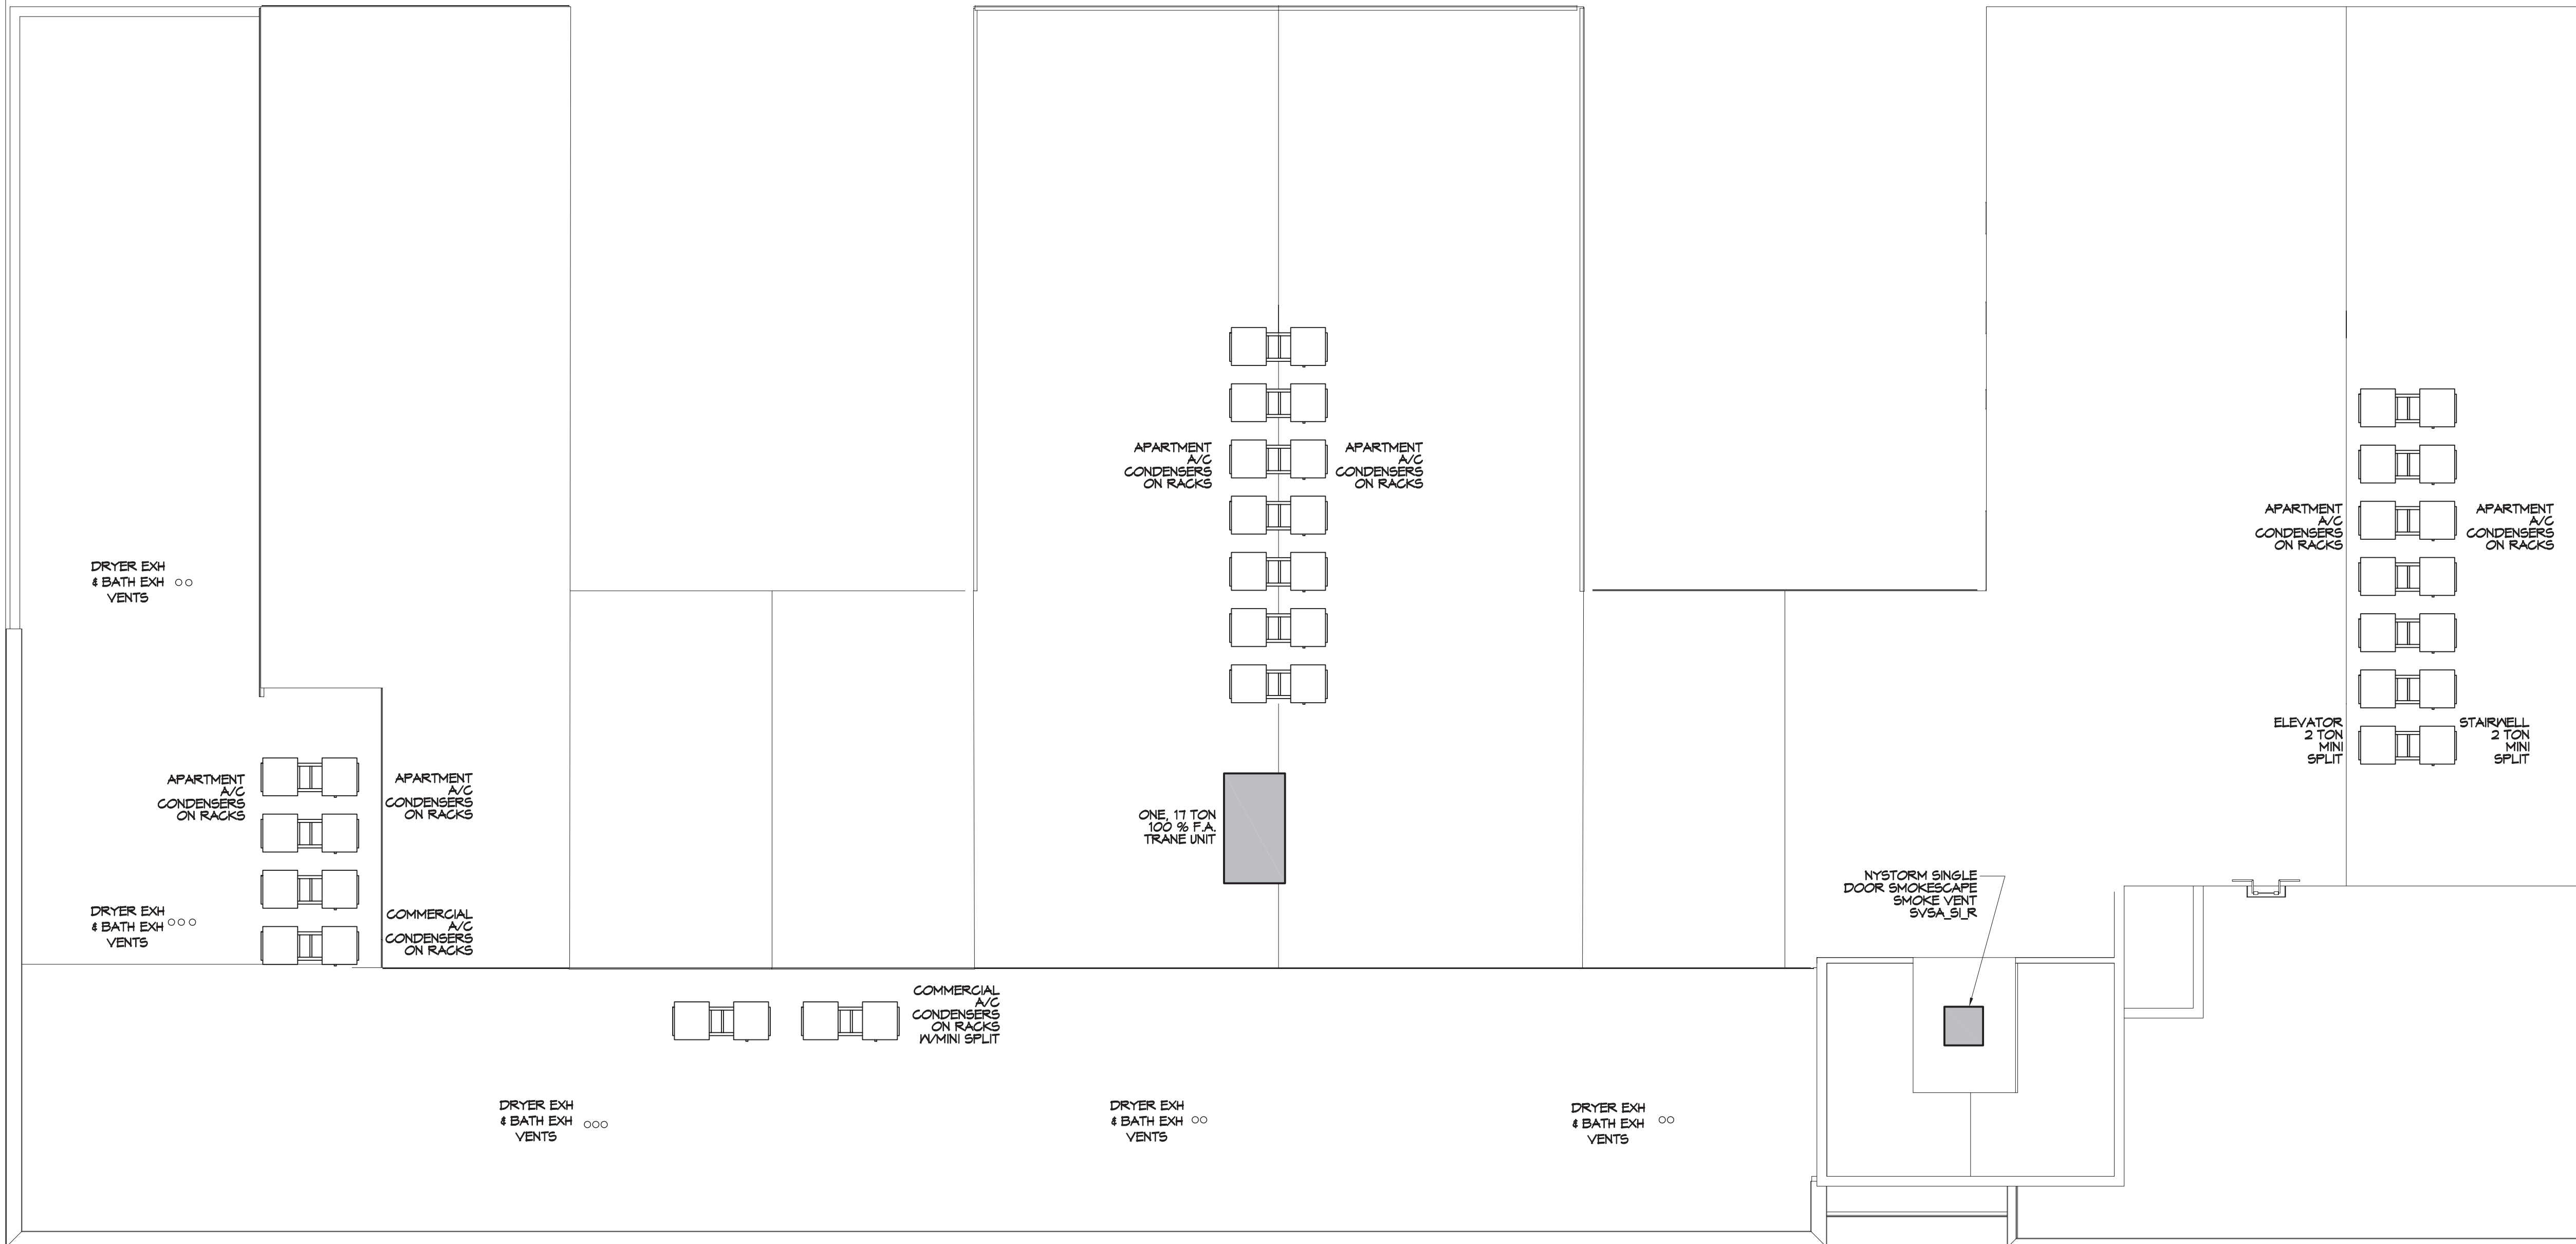 APARTMENT
A/C
CONDENSERS
ON RACKS
APARTMENT
A/C
CONDENSERS
ON RACKS
APARTMENT
A/C
CONDENSERS
ON RACKS
APARTMENT
A/C
CONDENSERS
ON RACKS
DRYER EXH
& BATH EXH
VENTS
ELEVATOR
2 TON
MINI
SPLIT
STAIRWELL
2 TON
MINI
SPLIT
APARTMENT
A/C
CONDENSERS
ON RACKS
APARTMENT
A/C
CONDENSERS
ON RACKS
ONE, 17 TON
100 % F.A.
TRANE UNIT
NYSTORM SINGLE
DOOR SMOKESCAPE
SMOKE VENT
SVSA_SI_R
DRYER EXH
& BATH EXH
VENTS
COMMERCIAL
A/C
CONDENSERS
ON RACKS
COMMERCIAL
A/C
CONDENSERS
ON RACKS
W/MINI SPLIT
DRYER EXH
& BATH EXH
VENTS
DRYER EXH
& BATH EXH
VENTS
DRYER EXH
& BATH EXH
VENTS